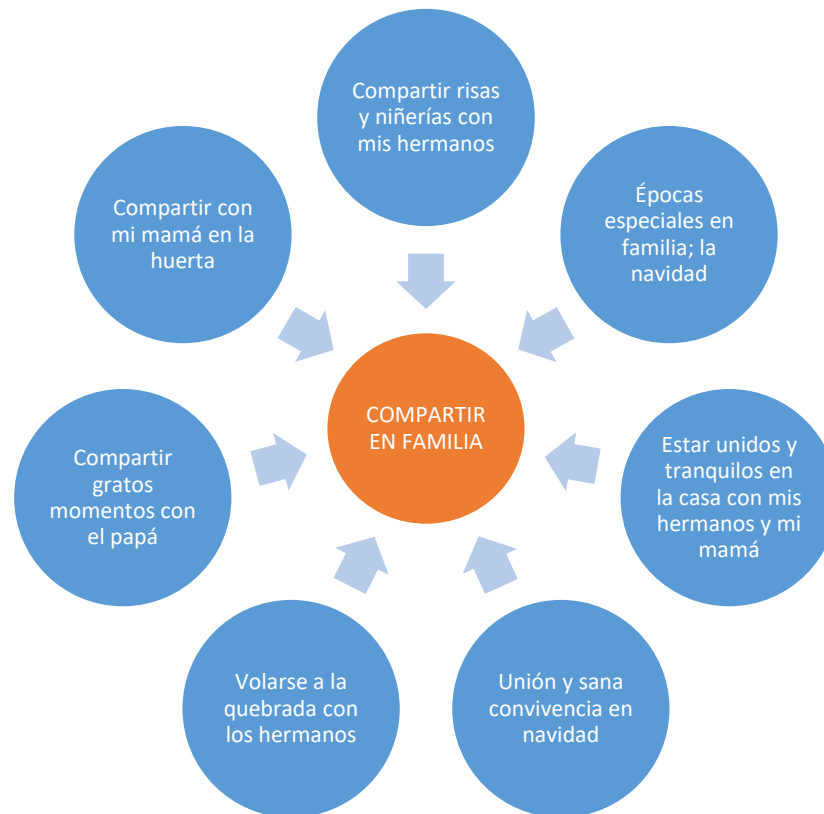 Compartir risas
y niñerías con
mis hermanos
Épocas
especiales en
familia; la
navidad
Estar unidos y
tranquilos en
la casa con mis
hermanos y mi
mamá
Unión y sana
convivencia en
navidad
Volarse a la
quebrada con
los hermanos
Compartir
gratos
momentos con
el papá
Compartir con
mi mamá en la
huerta
COMPARTIR
EN FAMILIA